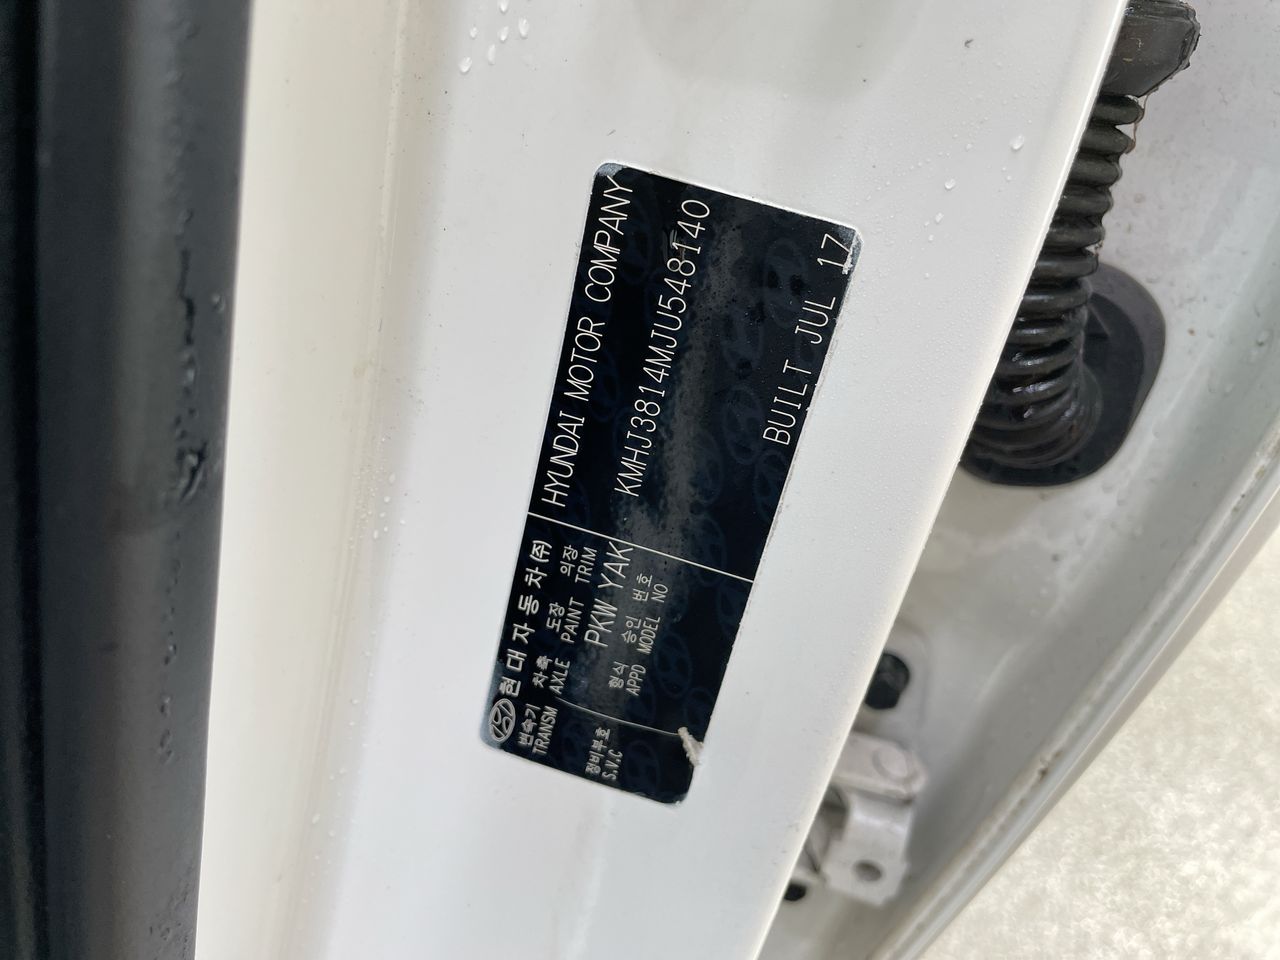 현대자동차(주)
HYUNDAI MOTOR COMPANY
변속기 차축 도장 의장
TRANSM AXLE PAINT TRIM
PKW YAK
KMHJ3814MJU548140
정비부호 형식 승인 번호
S.V.C APPD MODEL NO
BUILT JUL 17